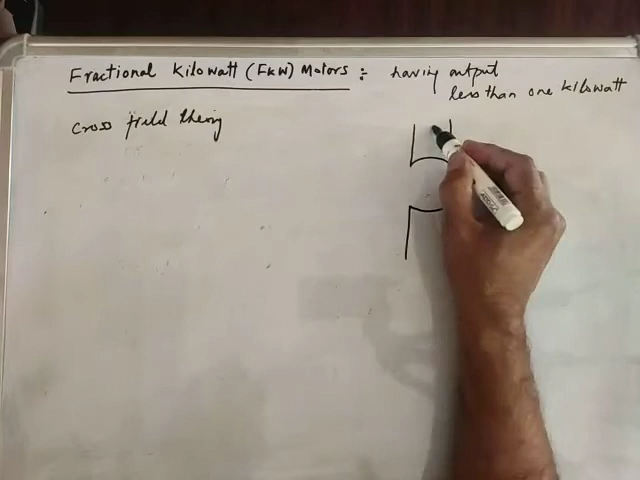 Fractional Kilowatt (FKW) Motors : having output
less than one kilowatt
Cross field theory